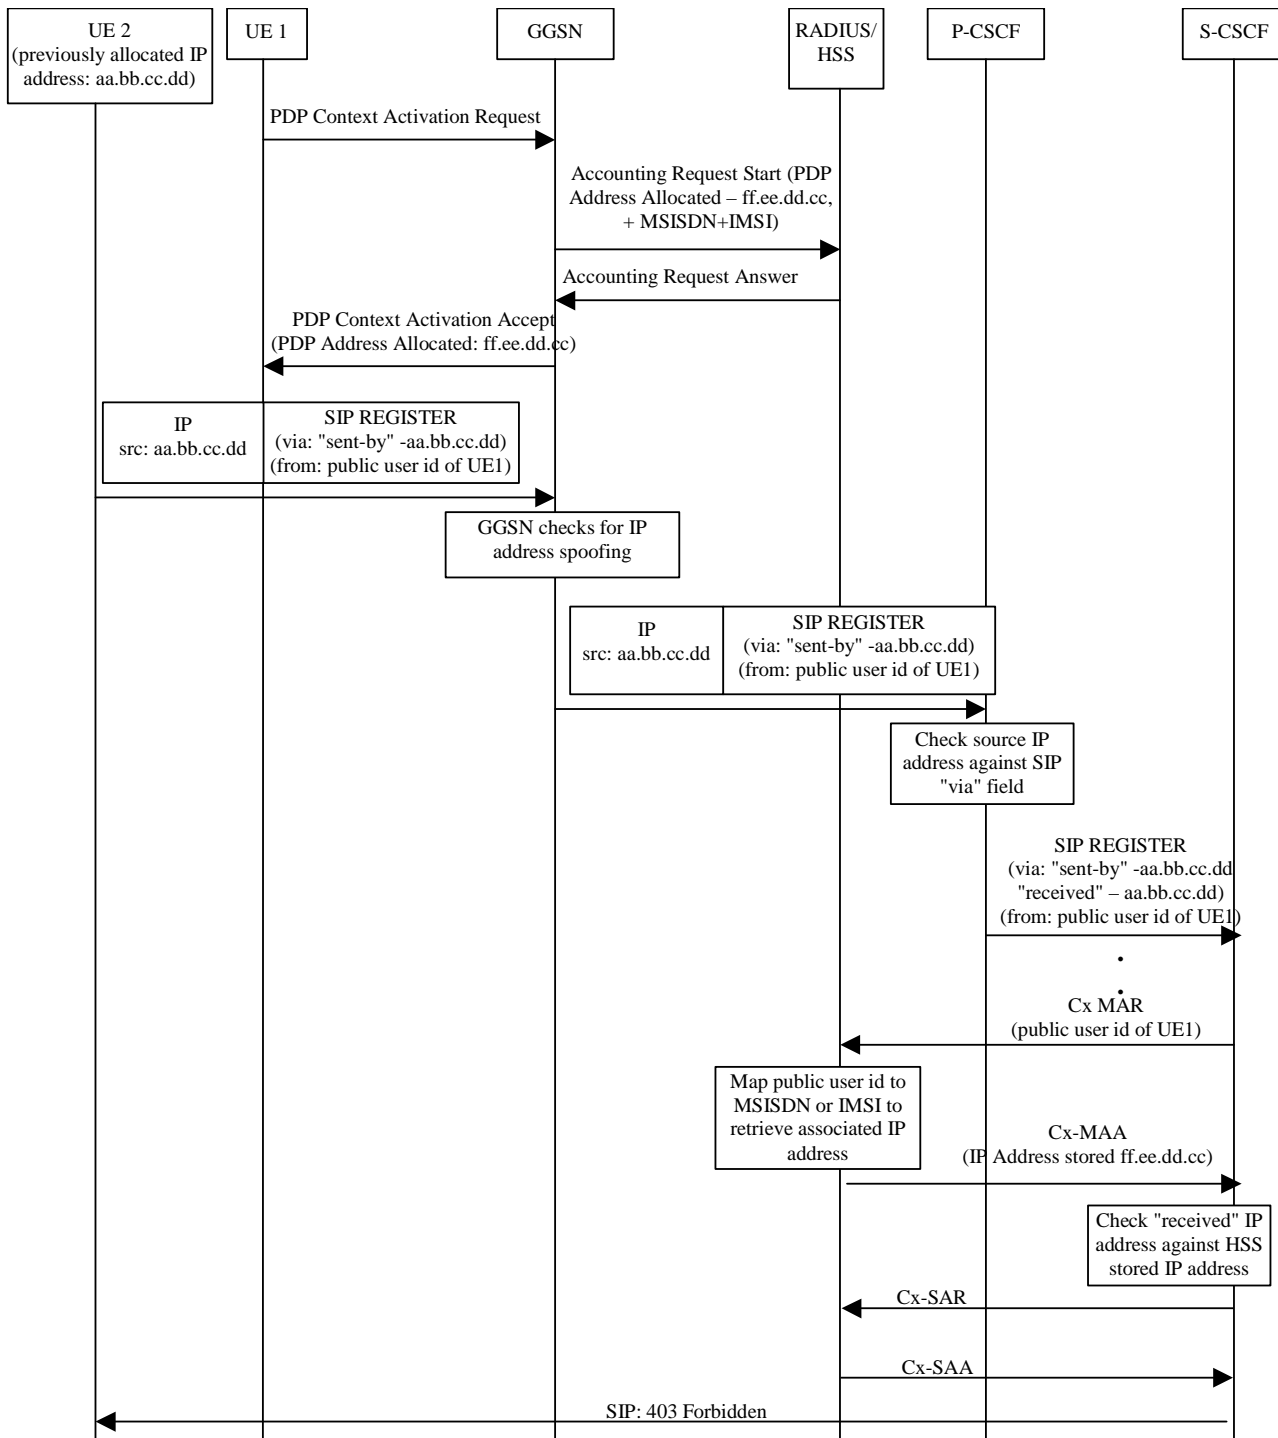 UE 2
(previously allocated IP
address: aa.bb.cc.dd)
UE 1
GGSN
RADIUS/
HSS
P-CSCF
S-CSCF
PDP Context Activation Request
Accounting Request Start (PDP
Address Allocated – ff.ee.dd.cc,
+ MSISDN+IMSI)
Accounting Request Answer
PDP Context Activation Accept
(PDP Address Allocated: ff.ee.dd.cc)
IP
src: aa.bb.cc.dd
SIP REGISTER
(via: "sent-by" -aa.bb.cc.dd)
(from: public user id of UE1)
GGSN checks for IP
address spoofing
IP
src: aa.bb.cc.dd
SIP REGISTER
(via: "sent-by" -aa.bb.cc.dd)
(from: public user id of UE1)
Check source IP
address against SIP
"via" field
SIP REGISTER
(via: "sent-by" -aa.bb.cc.dd
"received" – aa.bb.cc.dd)
(from: public user id of UE1)
.
.
Cx MAR
(public user id of UE1)
Map public user id to
MSISDN or IMSI to
retrieve associated IP
address
Cx-MAA
(IP Address stored ff.ee.dd.cc)
Check "received" IP
address against HSS
stored IP address
Cx-SAR
Cx-SAA
SIP: 403 Forbidden